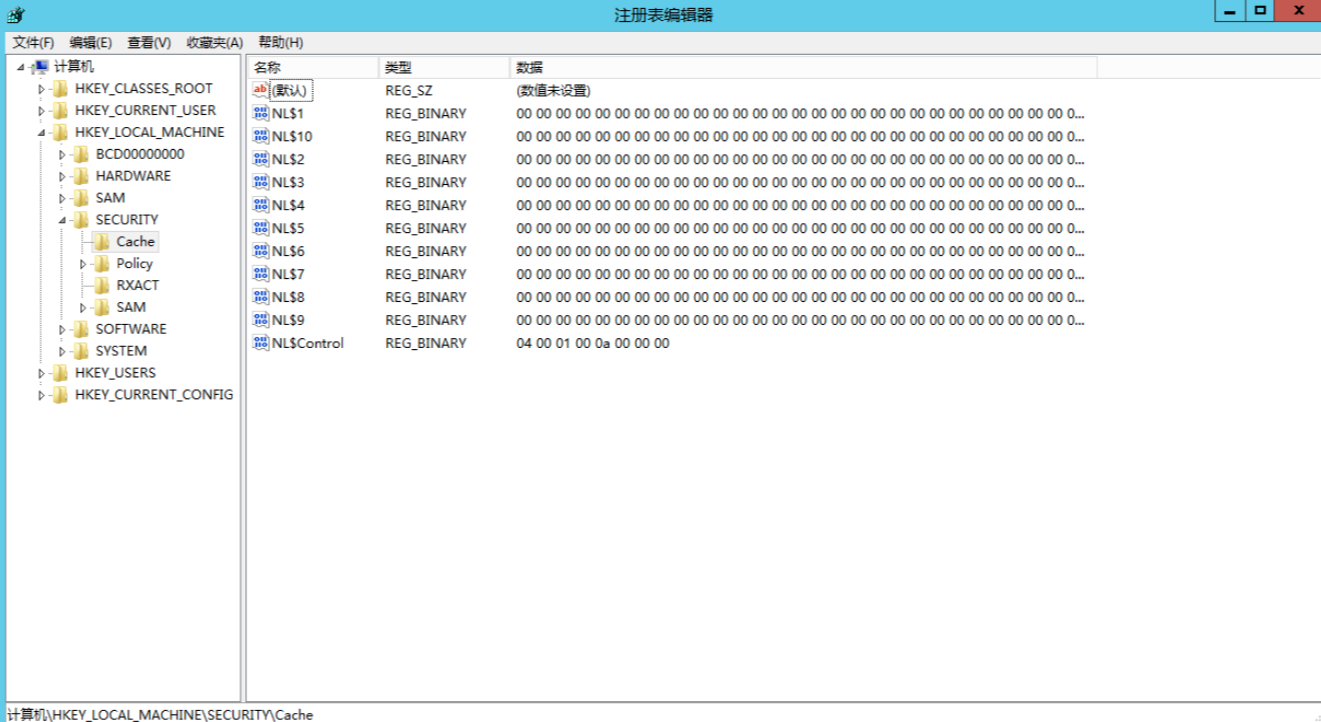 注册表编辑器
文件(F) 编辑(E) 查看(V) 收藏夹(A) 帮助(H)
计算机
HKEY_CLASSES_ROOT
HKEY_CURRENT_USER
HKEY_LOCAL_MACHINE
BCD00000000
HARDWARE
SAM
SECURITY
Cache
Policy
RXACT
SAM
SOFTWARE
SYSTEM
HKEY_USERS
HKEY_CURRENT_CONFIG
名称 类型 数据
(默认) REG_SZ (数值未设置)
NL$1 REG_BINARY 00 00 00 00 00 00 00 00 00 00 00 00 00 00 00 00 00 00 00 00 00 00 00 00 00 00 00 00 0...
NL$10 REG_BINARY 00 00 00 00 00 00 00 00 00 00 00 00 00 00 00 00 00 00 00 00 00 00 00 00 00 00 00 00 0...
NL$2 REG_BINARY 00 00 00 00 00 00 00 00 00 00 00 00 00 00 00 00 00 00 00 00 00 00 00 00 00 00 00 00 0...
NL$3 REG_BINARY 00 00 00 00 00 00 00 00 00 00 00 00 00 00 00 00 00 00 00 00 00 00 00 00 00 00 00 00 0...
NL$4 REG_BINARY 00 00 00 00 00 00 00 00 00 00 00 00 00 00 00 00 00 00 00 00 00 00 00 00 00 00 00 00 0...
NL$5 REG_BINARY 00 00 00 00 00 00 00 00 00 00 00 00 00 00 00 00 00 00 00 00 00 00 00 00 00 00 00 00 0...
NL$6 REG_BINARY 00 00 00 00 00 00 00 00 00 00 00 00 00 00 00 00 00 00 00 00 00 00 00 00 00 00 00 00 0...
NL$7 REG_BINARY 00 00 00 00 00 00 00 00 00 00 00 00 00 00 00 00 00 00 00 00 00 00 00 00 00 00 00 00 0...
NL$8 REG_BINARY 00 00 00 00 00 00 00 00 00 00 00 00 00 00 00 00 00 00 00 00 00 00 00 00 00 00 00 00 0...
NL$9 REG_BINARY 00 00 00 00 00 00 00 00 00 00 00 00 00 00 00 00 00 00 00 00 00 00 00 00 00 00 00 00 0...
NL$Control REG_BINARY 04 00 01 00 0a 00 00 00
计算机\HKEY_LOCAL_MACHINE\SECURITY\Cache